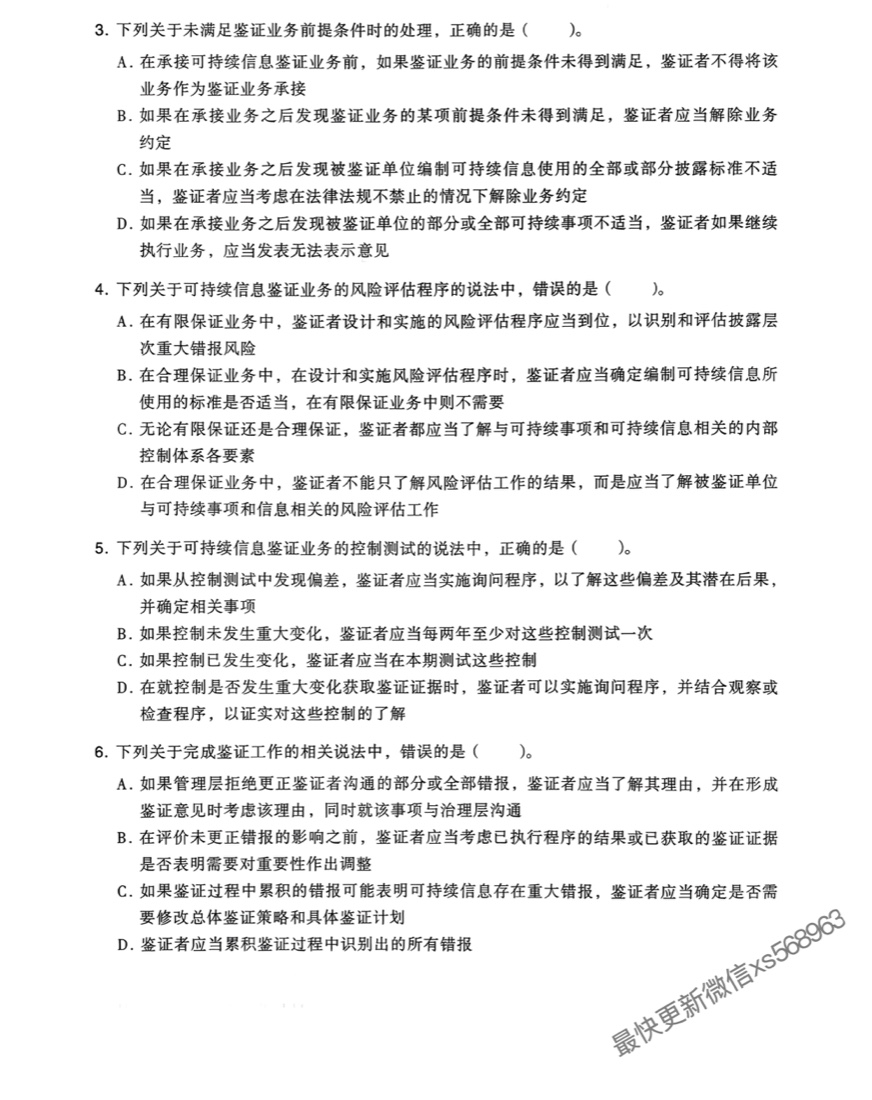 3. 下列关于未满足鉴证业务前提条件时的处理，正确的是（　　）。
A. 在承接可持续信息鉴证业务前，如果鉴证业务的前提条件未得到满足，鉴证者不得将该
业务作为鉴证业务承接
B. 如果在承接业务之后发现鉴证业务的某项前提条件未得到满足，鉴证者应当解除业务
约定
C. 如果在承接业务之后发现被鉴证单位编制可持续信息使用的全部或部分披露标准不适
当，鉴证者应当考虑在法律法规不禁止的情况下解除业务约定
D. 如果在承接业务之后发现被鉴证单位的部分或全部可持续事项不适当，鉴证者如果继续
执行业务，应当发表无法表示意见
4. 下列关于可持续信息鉴证业务的风险评估程序的说法中，错误的是（　　）。
A. 在有限保证业务中，鉴证者设计和实施的风险评估程序应当到位，以识别和评估披露层
次重大错报风险
B. 在合理保证业务中，在设计和实施风险评估程序时，鉴证者应当确定编制可持续信息所
使用的标准是否适当，在有限保证业务中则不需要
C. 无论有限保证还是合理保证，鉴证者都应当了解与可持续事项和可持续信息相关的内部
控制体系各要素
D. 在合理保证业务中，鉴证者不能只了解风险评估工作的结果，而是应当了解被鉴证单位
与可持续事项和信息相关的风险评估工作
5. 下列关于可持续信息鉴证业务的控制测试的说法中，正确的是（　　）。
A. 如果从控制测试中发现偏差，鉴证者应当实施询问程序，以了解这些偏差及其潜在后果，
并确定相关事项
B. 如果控制未发生重大变化，鉴证者应当每两年至少对这些控制测试一次
C. 如果控制已发生变化，鉴证者应当在本期测试这些控制
D. 在就控制是否发生重大变化获取鉴证证据时，鉴证者可以实施询问程序，并结合观察或
检查程序，以证实对这些控制的了解
6. 下列关于完成鉴证工作的相关说法中，错误的是（　　）。
A. 如果管理层拒绝更正鉴证者沟通的部分或全部错报，鉴证者应当了解其理由，并在形成
鉴证意见时考虑该理由，同时就该事项与治理层沟通
B. 在评价未更正错报的影响之前，鉴证者应当考虑已执行程序的结果或已获取的鉴证证据
是否表明需要对重要性作出调整
C. 如果鉴证过程中累积的错报可能表明可持续信息存在重大错报，鉴证者应当确定是否需
要修改总体鉴证策略和具体鉴证计划
D. 鉴证者应当累积鉴证过程中识别出的所有错报
最快更新微信xs568963